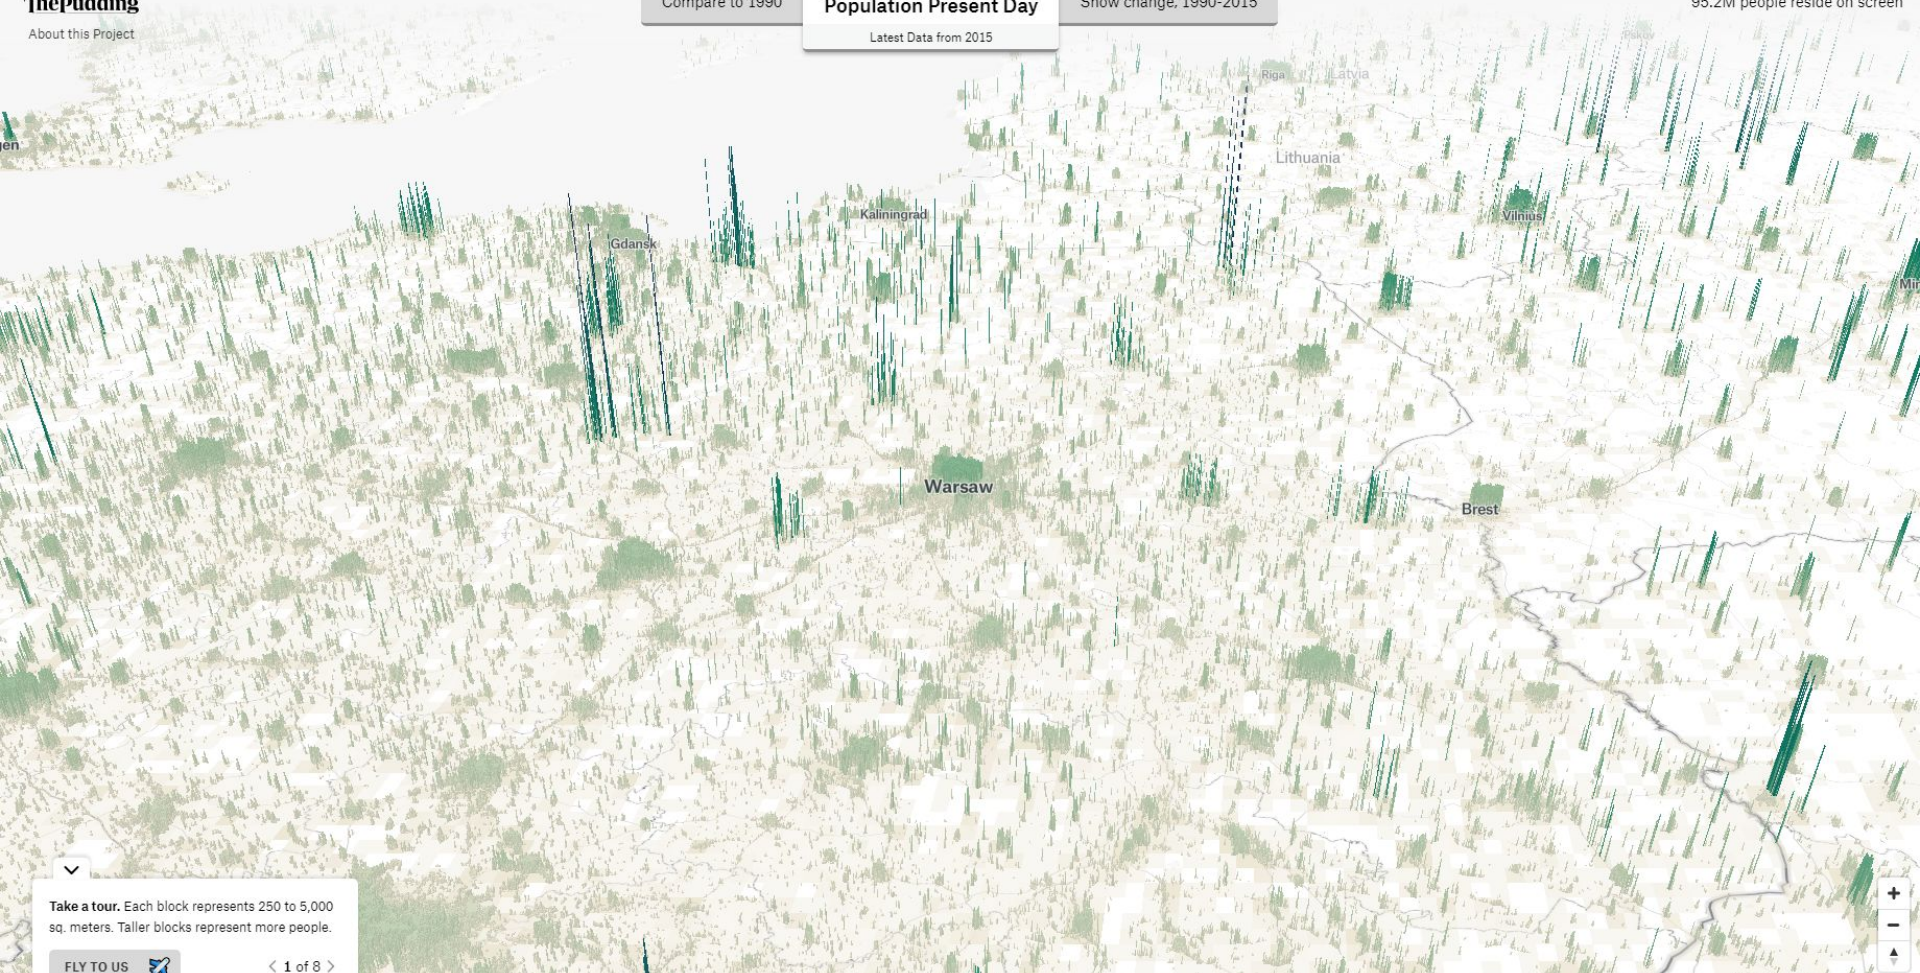 ThePudding
About this Project
Compare to 1990
Population Present Day
Show change, 1990-2015
Latest Data from 2015
95.2M people reside on screen
Pskov
Riga
Latvia
Lithuania
Kaliningrad
Vilnius
Gdansk
Warsaw
Brest
Take a tour. Each block represents 250 to 5,000
sq. meters. Taller blocks represent more people.
FLY TO US
1 of 8